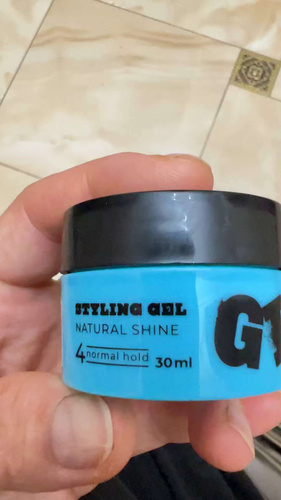 STYLING GEL
NATURAL SHINE
4 normal hold 30ml